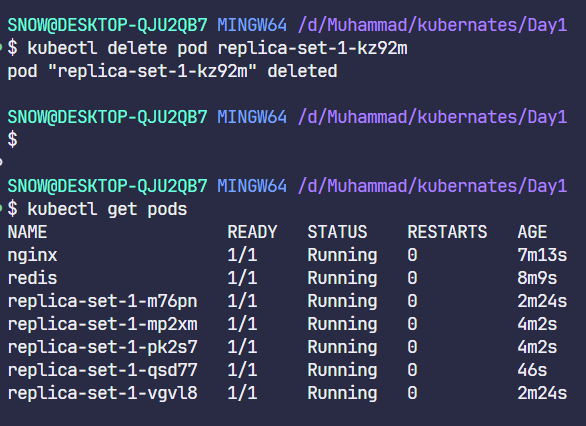 SNOW@DESKTOP-QJU2QB7 MINGW64 /d/Muhammad/kubernates/Day1
$ kubectl delete pod replica-set-1-kz92m
pod "replica-set-1-kz92m" deleted
SNOW@DESKTOP-QJU2QB7 MINGW64 /d/Muhammad/kubernates/Day1
$
SNOW@DESKTOP-QJU2QB7 MINGW64 /d/Muhammad/kubernates/Day1
$ kubectl get pods
NAME READY STATUS RESTARTS AGE
nginx 1/1 Running 0 7m13s
redis 1/1 Running 0 8m9s
replica-set-1-m76pn 1/1 Running 0 2m24s
replica-set-1-mp2xm 1/1 Running 0 4m2s
replica-set-1-pk2s7 1/1 Running 0 4m2s
replica-set-1-qsd77 1/1 Running 0 46s
replica-set-1-vgvl8 1/1 Running 0 2m24s